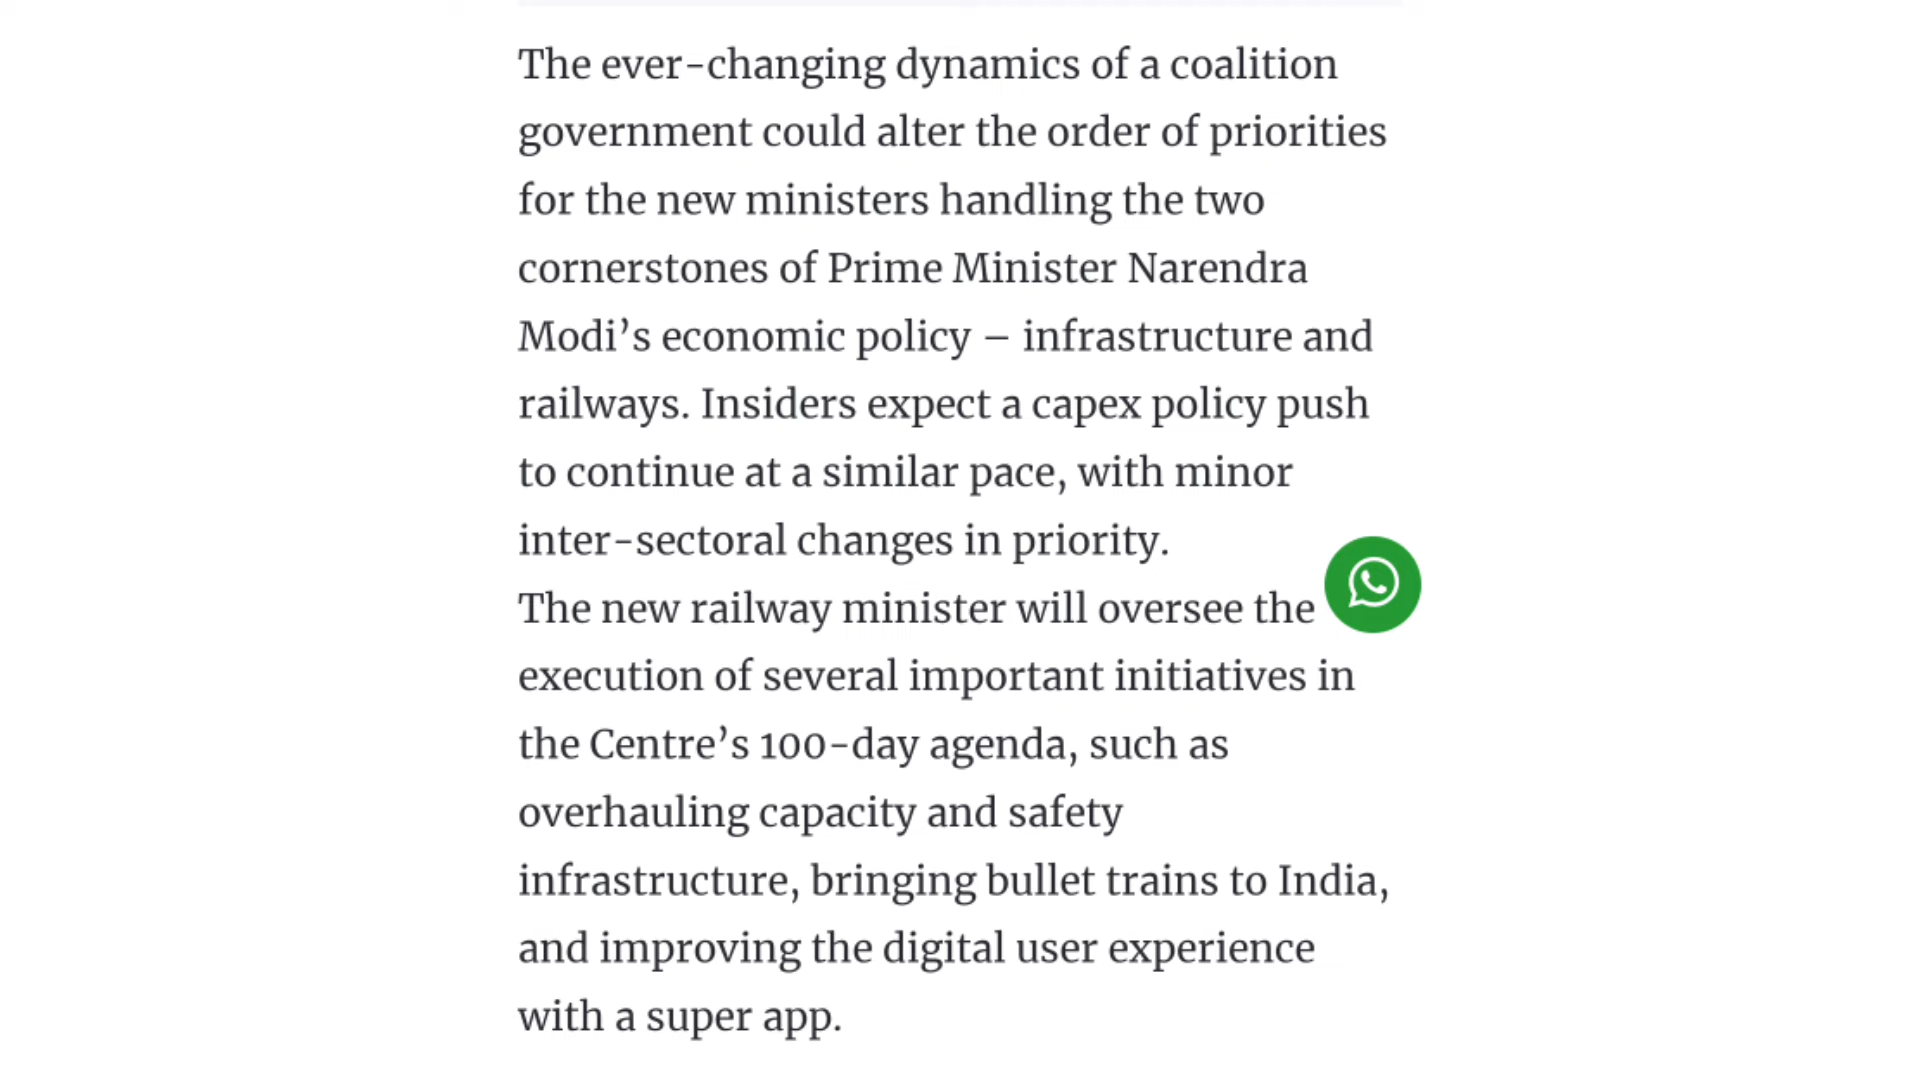 The ever-changing dynamics of a coalition
government could alter the order of priorities
for the new ministers handling the two
cornerstones of Prime Minister Narendra
Modi’s economic policy – infrastructure and
railways. Insiders expect a capex policy push
to continue at a similar pace, with minor
inter-sectoral changes in priority.
The new railway minister will oversee the
execution of several important initiatives in
the Centre’s 100-day agenda, such as
overhauling capacity and safety
infrastructure, bringing bullet trains to India,
and improving the digital user experience
with a super app.